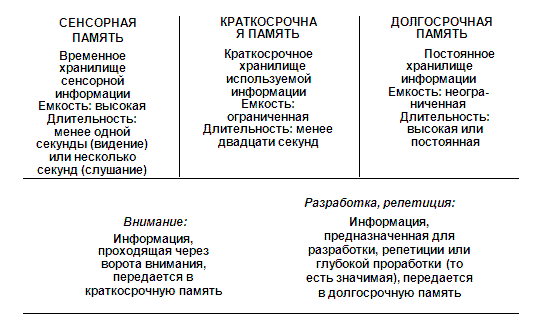 СЕНСОРНАЯ
ПАМЯТЬ
Временное
хранилище
сенсорной
информации
Емкость: высокая
Длительность:
менее одной
секунды (видение)
или несколько
секунд (слушание)
КРАТКОСРОЧНА
Я ПАМЯТЬ
Краткосрочное
хранилище
используемой
информации
Емкость:
ограниченная
Длительность: менее
двадцати секунд
ДОЛГОСРОЧНАЯ
ПАМЯТЬ
Постоянное
хранилище
информации
Емкость: неогра-
ниченная
Длительность:
высокая или
постоянная
Внимание:
Информация,
проходящая через
ворота внимания,
передается в
краткосрочную память
Разработка, репетиция:
Информация,
предназначенная для
разработки, репетиции или
глубокой проработки (то
есть значимая), передается
в долгосрочную память